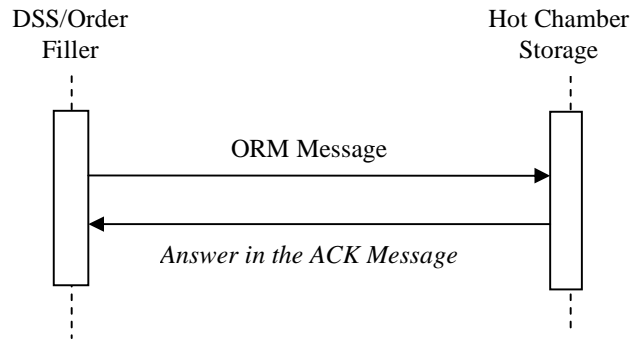 DSS/Order
Filler
Hot Chamber
Storage
ORM Message
Answer in the ACK Message